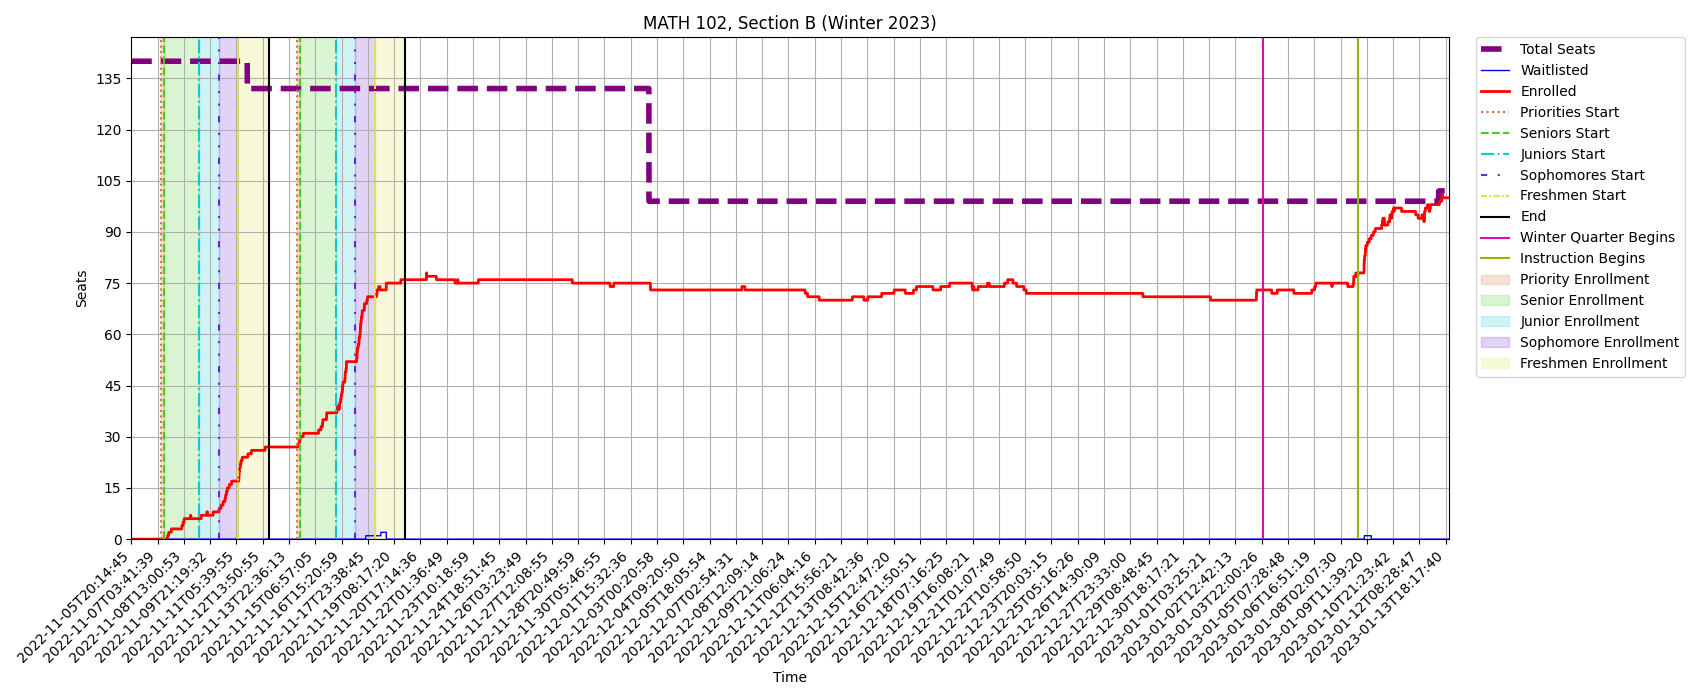 MATH 102, Section B (Winter 2023)
Seats
135
120
105
90
75
60
45
30
15
0
2022-11-05T20:14:45
2022-11-07T03:41:39
2022-11-08T13:00:53
2022-11-09T21:19:32
2022-11-11T05:39:55
2022-11-12T13:50:55
2022-11-13T22:36:13
2022-11-15T06:57:05
2022-11-16T15:20:59
2022-11-17T23:38:45
2022-11-19T08:17:20
2022-11-20T17:14:36
2022-11-22T01:36:49
2022-11-23T10:18:59
2022-11-24T18:51:45
2022-11-26T03:23:49
2022-11-27T12:08:55
2022-11-28T20:49:59
2022-11-30T05:46:55
2022-12-01T15:32:36
2022-12-03T00:20:58
2022-12-04T09:20:50
2022-12-05T18:05:54
2022-12-07T02:54:31
2022-12-08T12:09:14
2022-12-09T21:06:24
2022-12-11T06:04:16
2022-12-12T15:56:21
2022-12-13T18:42:36
2022-12-15T12:47:20
2022-12-16T21:50:51
2022-12-18T07:16:25
2022-12-19T16:08:21
2022-12-21T01:07:49
2022-12-22T10:58:50
2022-12-23T20:03:15
2022-12-25T05:16:26
2022-12-26T14:30:09
2022-12-27T23:33:00
2022-12-29T08:48:45
2022-12-30T18:17:21
2023-01-01T03:25:21
2023-01-02T12:42:13
2023-01-03T22:00:26
2023-01-05T07:28:48
2023-01-06T16:51:19
2023-01-08T02:07:30
2023-01-09T11:39:20
2023-01-10T21:23:42
2023-01-12T08:28:47
2023-01-13T18:17:40
Time
Total Seats
Waitlisted
Enrolled
Priorities Start
Seniors Start
Juniors Start
Sophomores Start
Freshmen Start
End
Winter Quarter Begins
Instruction Begins
Priority Enrollment
Senior Enrollment
Junior Enrollment
Sophomore Enrollment
Freshmen Enrollment